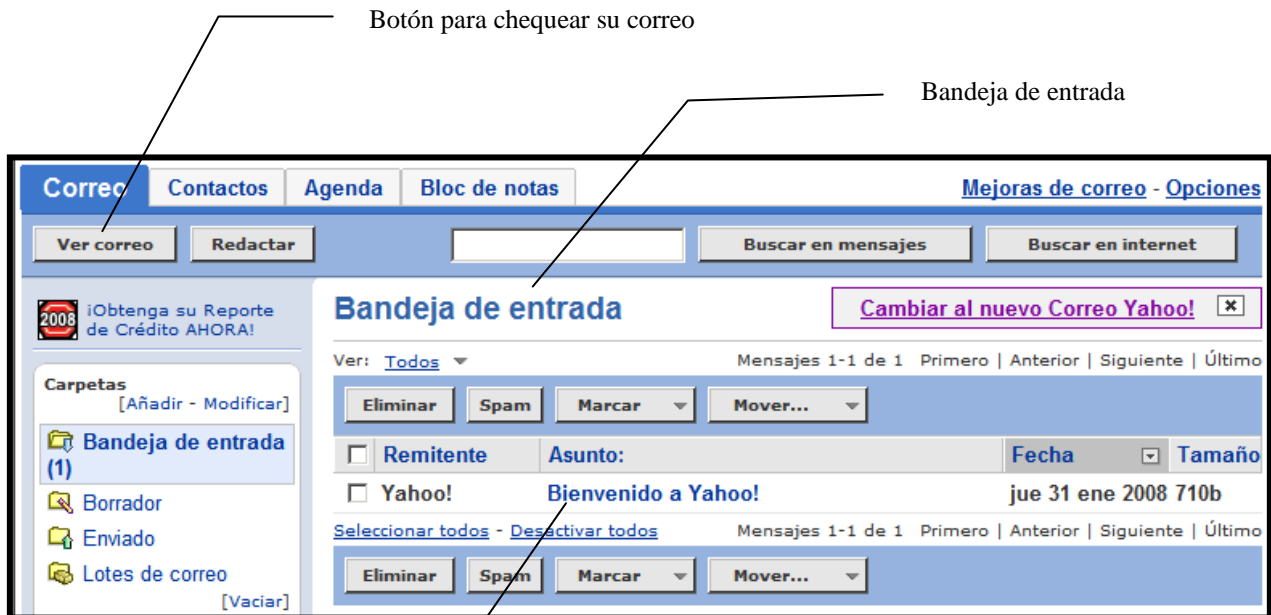 Botón para chequear su correo
Bandeja de entrada
Correo Contactos Agenda Bloc de notas Mejoras de correo - Opciones
Ver correo Redactar Buscar en mensajes Buscar en internet
2008 ¡Obtenga su Reporte
de Crédito AHORA!
Bandeja de entrada Cambiar al nuevo Correo Yahoo!
Ver: Todos Mensajes 1-1 de 1 Primero | Anterior | Siguiente | Último
Carpetas
[Añadir - Modificar]
Eliminar Spam Marcar Mover...
Bandeja de entrada
(1)
Remitente Asunto: Fecha Tamaño
Yahoo! Bienvenido a Yahoo! jue 31 ene 2008 710b
Borrador
Enviado
Seleccionar todos - Desactivar todos Mensajes 1-1 de 1 Primero | Anterior | Siguiente | Último
Lotes de correo
[Vaciar]
Eliminar Spam Marcar Mover...